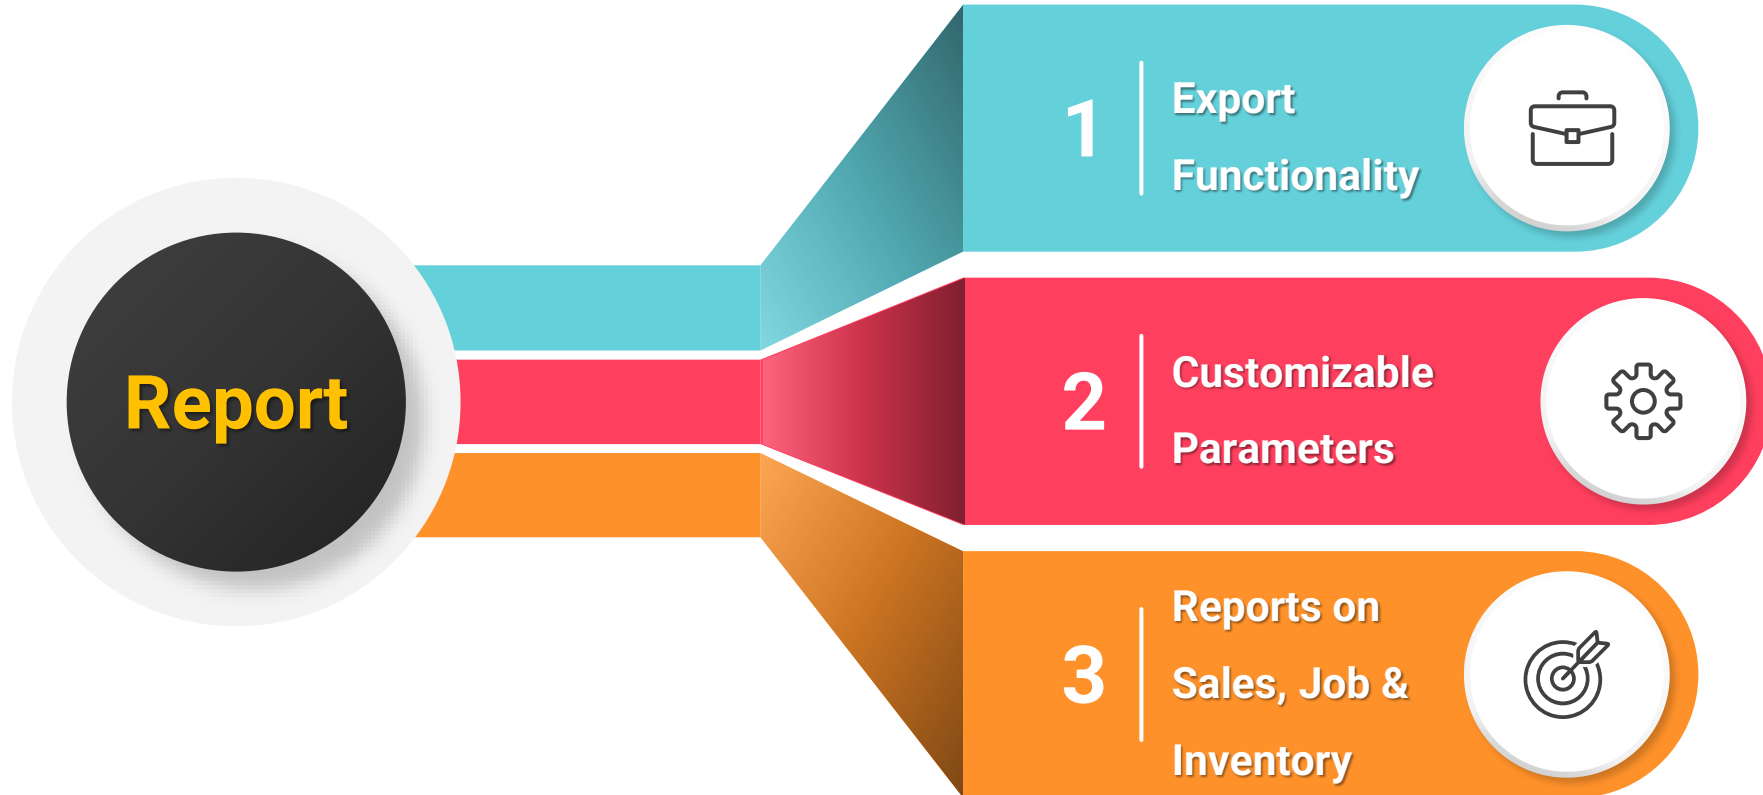 Report
1
Export
Functionality
2
Customizable
Parameters
3
Reports on
Sales, Job &
Inventory